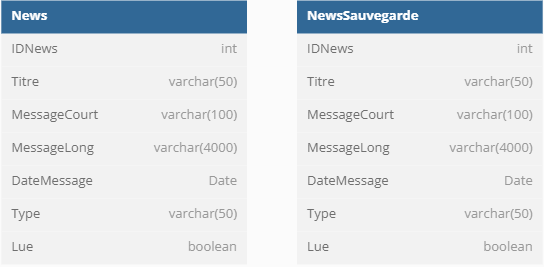 News
IDNews int
Titre varchar(50)
MessageCourt varchar(100)
MessageLong varchar(4000)
DateMessage Date
Type varchar(50)
Lue boolean
NewsSauvegarde
IDNews int
Titre varchar(50)
MessageCourt varchar(100)
MessageLong varchar(4000)
DateMessage Date
Type varchar(50)
Lue boolean